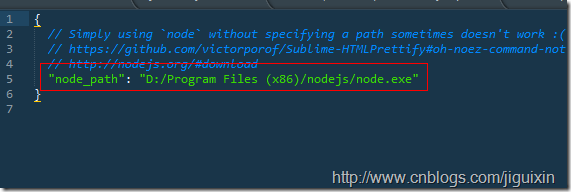 1 {
2 // Simply using `node` without specifying a path sometimes doesn't work :(
3 // https://github.com/victorporof/Sublime-HTMLPrettify#oh-noez-command-not
4 // http://nodejs.org/#download
5 "node_path": "D:/Program Files (x86)/nodejs/node.exe"
6 }
7
http://www.cnblogs.com/jiguixin